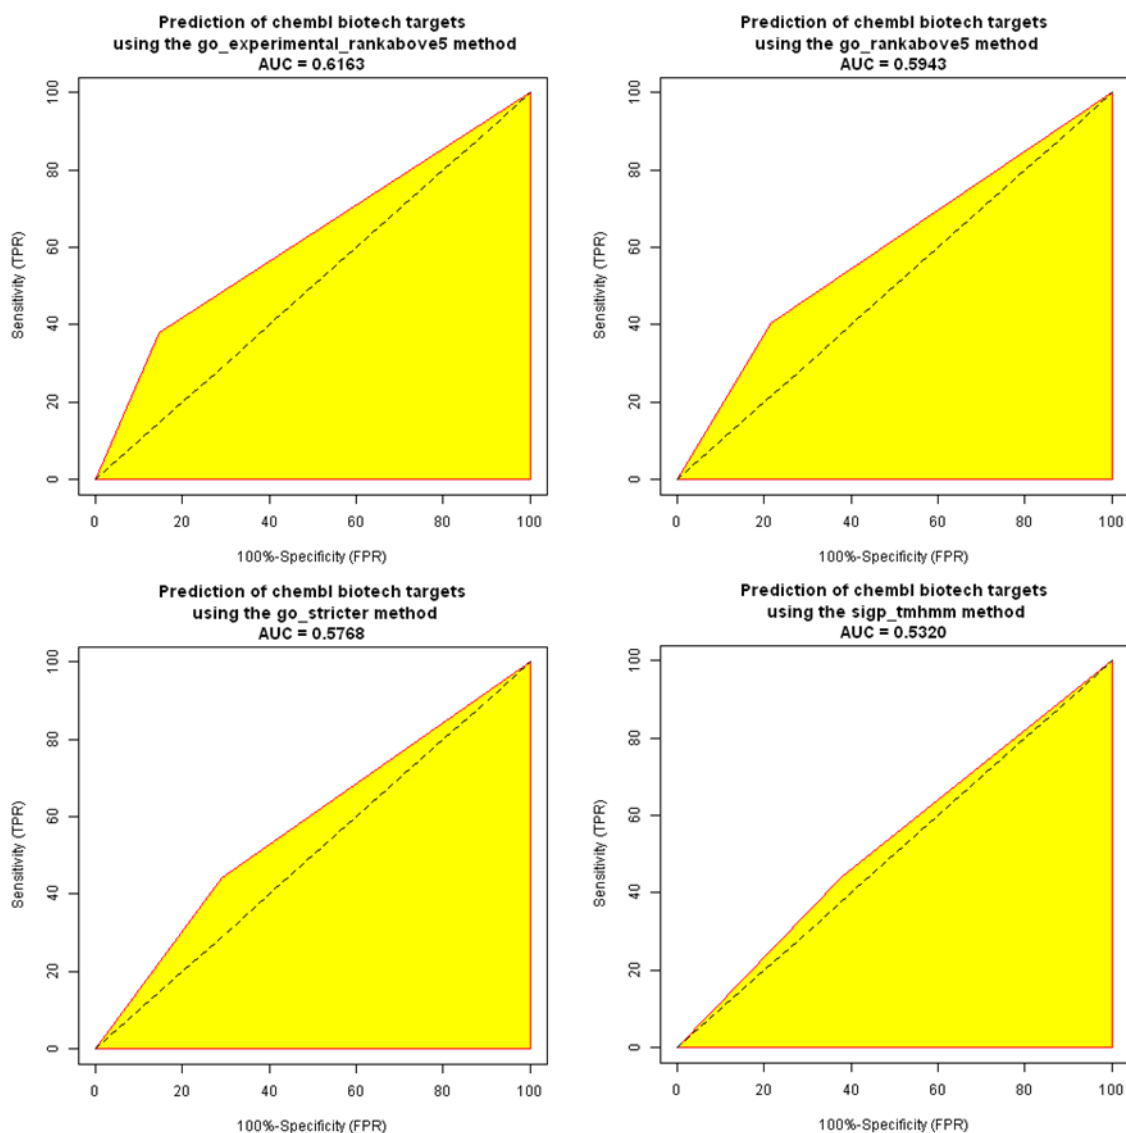 Prediction of chembl biotech targets
using the go_experimental_rankabove5 method
AUC = 0.6163
100
80
60
40
20
0
Sensitivity (TPR)
0 20 40 60 80 100
100%-Specificity (FPR)
Prediction of chembl biotech targets
using the go_rankabove5 method
AUC = 0.5943
100
80
60
40
20
0
Sensitivity (TPR)
0 20 40 60 80 100
100%-Specificity (FPR)
Prediction of chembl biotech targets
using the go_stricter method
AUC = 0.5768
100
80
60
40
20
0
Sensitivity (TPR)
0 20 40 60 80 100
100%-Specificity (FPR)
Prediction of chembl biotech targets
using the sigp_tmhmm method
AUC = 0.5320
100
80
60
40
20
0
Sensitivity (TPR)
0 20 40 60 80 100
100%-Specificity (FPR)